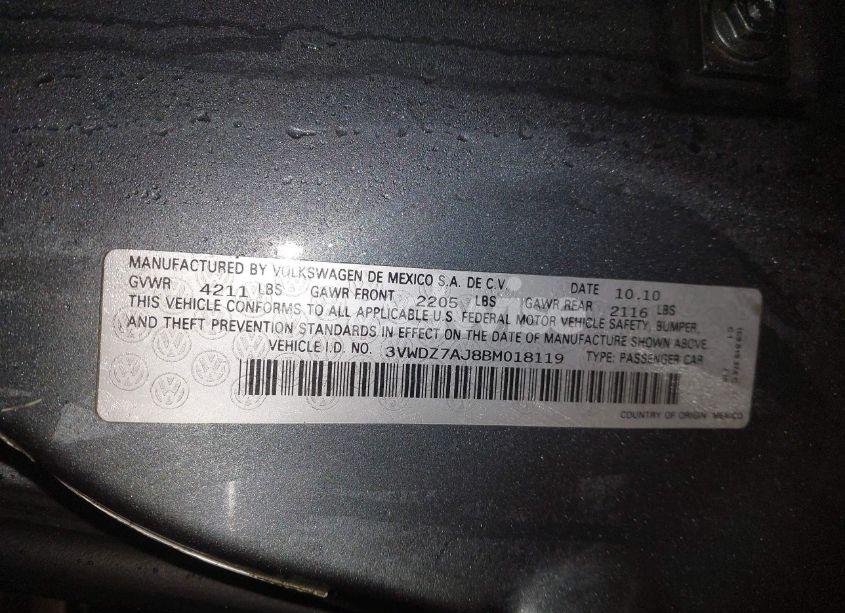 MANUFACTURED BY VOLKSWAGEN DE MEXICO S.A. DE C.V. DATE 10.10
GVWR 4211 LBS GAWR FRONT 2205 LBS GAWR REAR 2116 LBS
THIS VEHICLE CONFORMS TO ALL APPLICABLE U.S. FEDERAL MOTOR VEHICLE SAFETY, BUMPER,
AND THEFT PREVENTION STANDARDS IN EFFECT ON THE DATE OF MANUFACTURE SHOWN ABOVE.
VEHICLE I.D. NO. 3VWDZ7AJ8BM018119 TYPE: PASSENGER CAR
COUNTRY OF ORIGIN MEXICO